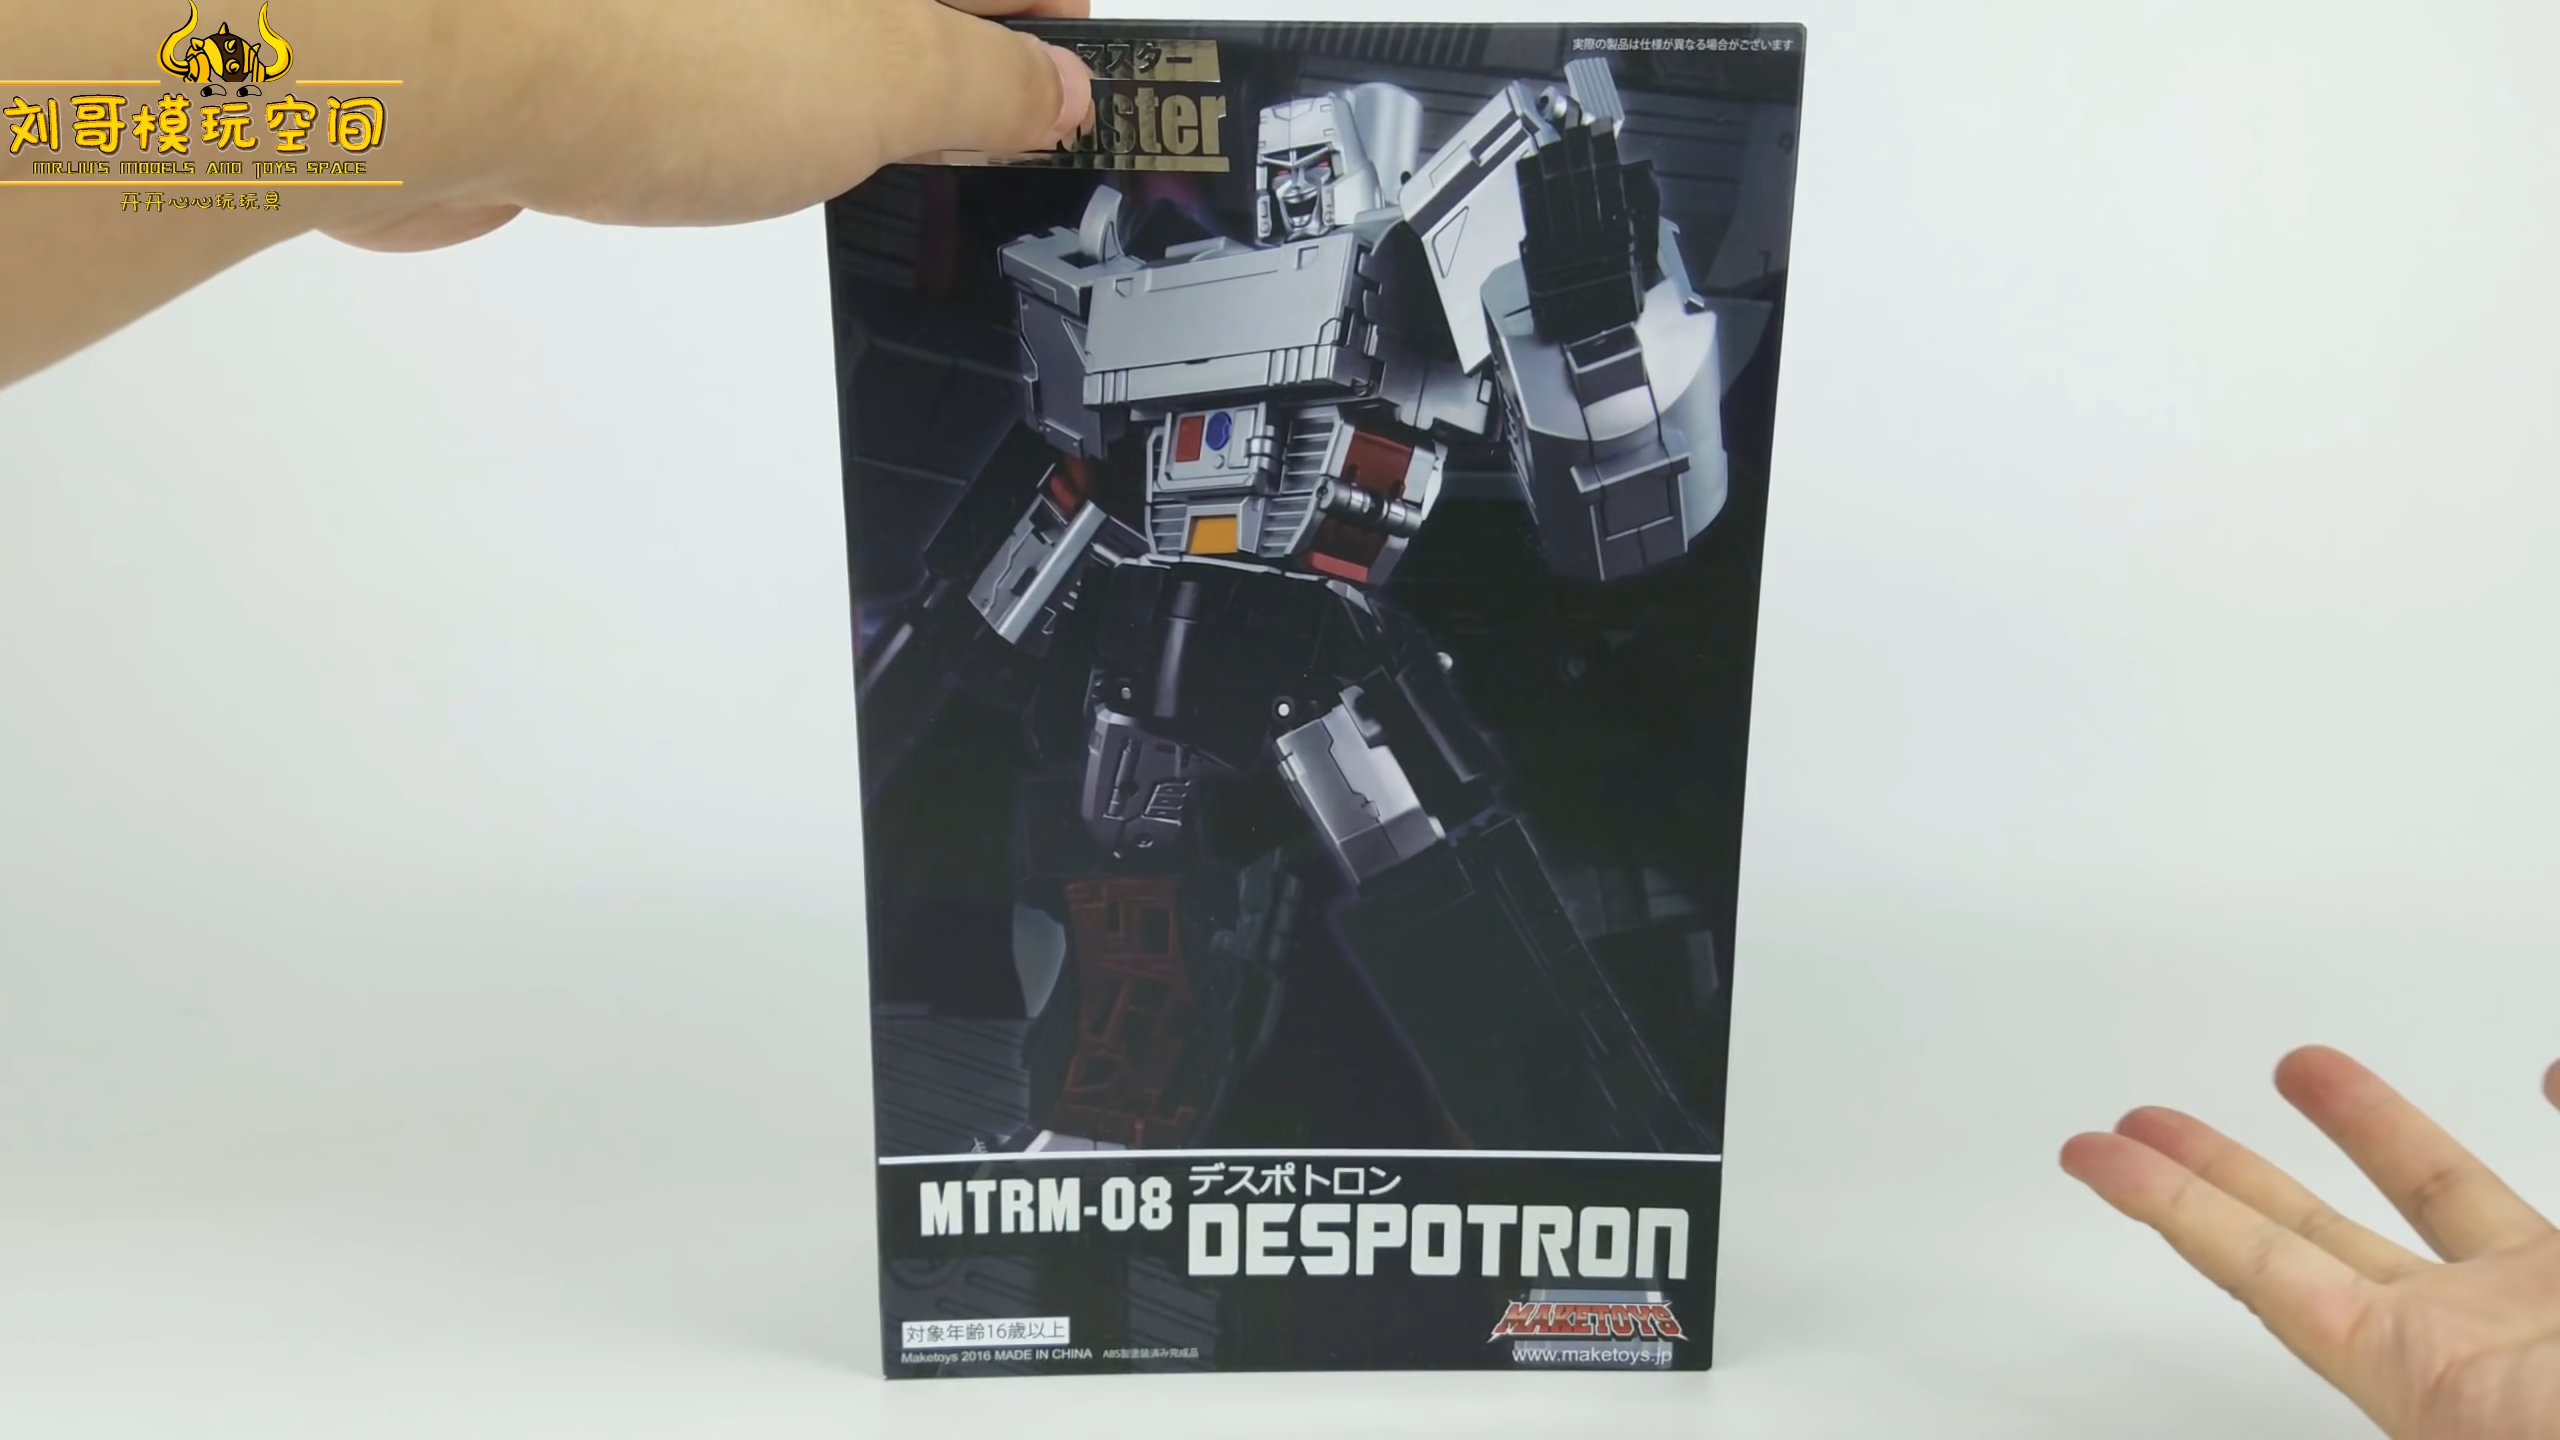 刘哥模玩空间
MR.LIU'S MODELS AND TOYS SPACE
开开心心玩玩具
実際の製品は仕様が異なる場合がございます
マスター
ster
MTRM-08
デスポトロン
DESPOTRON
対象年齢16歳以上
Maketoys 2016 MADE IN CHINA ABS製塗装済み完成品
MAKETOYS
www.maketoys.jp